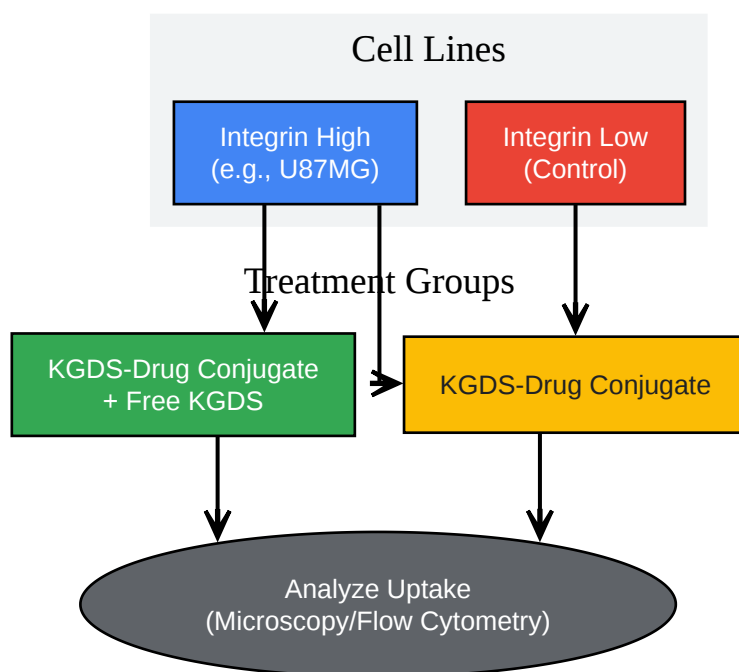 Cell Lines
Integrin High
(e.g., U87MG)
Integrin Low
(Control)
Treatment Groups
KGDS-Drug Conjugate
+ Free KGDS
KGDS-Drug Conjugate
Analyze Uptake
(Microscopy/Flow Cytometry)